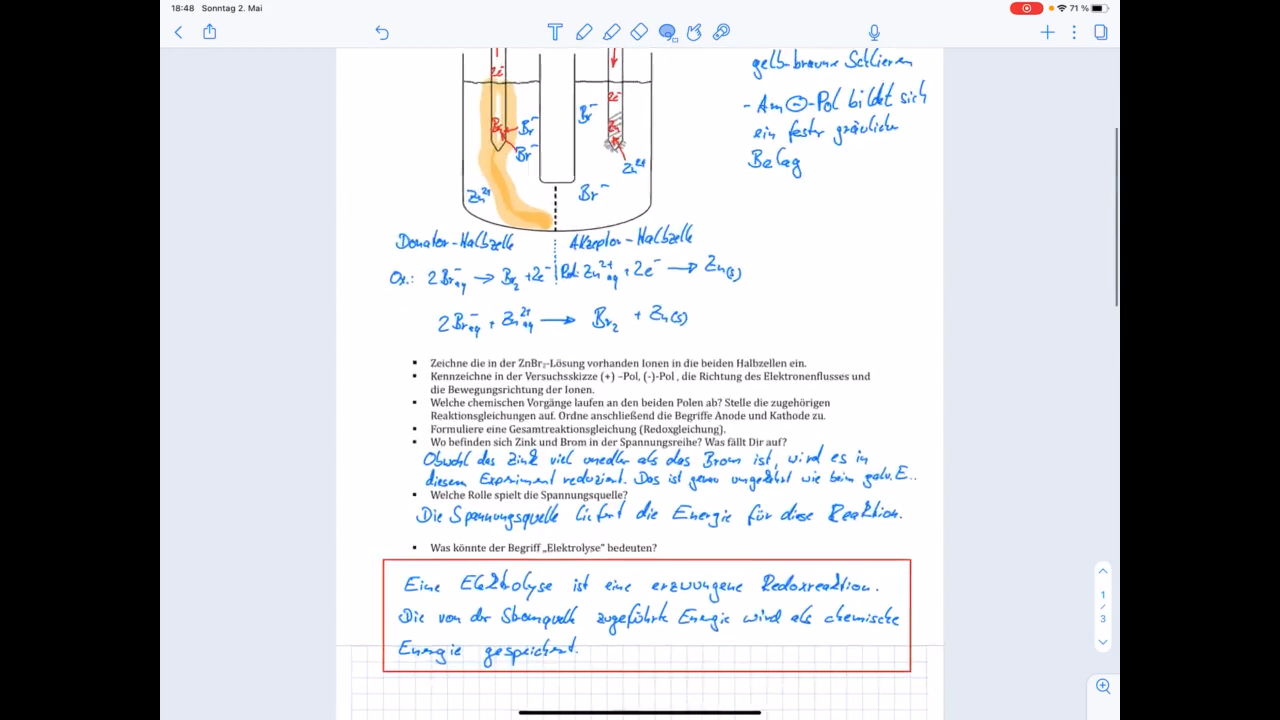 18:48 Sonntag 2. Mai
71 %
gelb-braune Schlieren
- Am ⊖-Pol bildet sich
ein fester gräulicher
Belag
2e⁻
2e⁻
Br⁻
Br₂
Br⁻
Zn
Br⁻
Zn²⁺
Zn²⁺
Br⁻
Donator-Halbzelle
Akzeptor-Halbzelle
Ox.: 2Br⁻aq → Br₂ + 2e⁻ | Red: Zn²⁺aq + 2e⁻ → Zn(s)
2Br⁻aq + Zn²⁺aq → Br₂ + Zn(s)
▪ Zeichne die in der ZnBr₂-Lösung vorhanden Ionen in die beiden Halbzellen ein.
▪ Kennzeichne in der Versuchsskizze (+) –Pol, (-)-Pol , die Richtung des Elektronenflusses und
die Bewegungsrichtung der Ionen.
▪ Welche chemischen Vorgänge laufen an den beiden Polen ab? Stelle die zugehörigen
Reaktionsgleichungen auf. Ordne anschließend die Begriffe Anode und Kathode zu.
▪ Formuliere eine Gesamtreaktionsgleichung (Redoxgleichung).
▪ Wo befinden sich Zink und Brom in der Spannungsreihe? Was fällt Dir auf?
Obwohl das Zink viel unedler als das Brom ist, wird es in
diesem Experiment reduziert. Das ist genau umgekehrt wie beim galv. E..
▪ Welche Rolle spielt die Spannungsquelle?
Die Spannungsquelle liefert die Energie für diese Reaktion.
▪ Was könnte der Begriff „Elektrolyse" bedeuten?
Eine Elektrolyse ist eine erzwungene Redoxreaktion.
Die von der Stromquelle zugeführte Energie wird als chemische
Energie gespeichert.
1
/
3